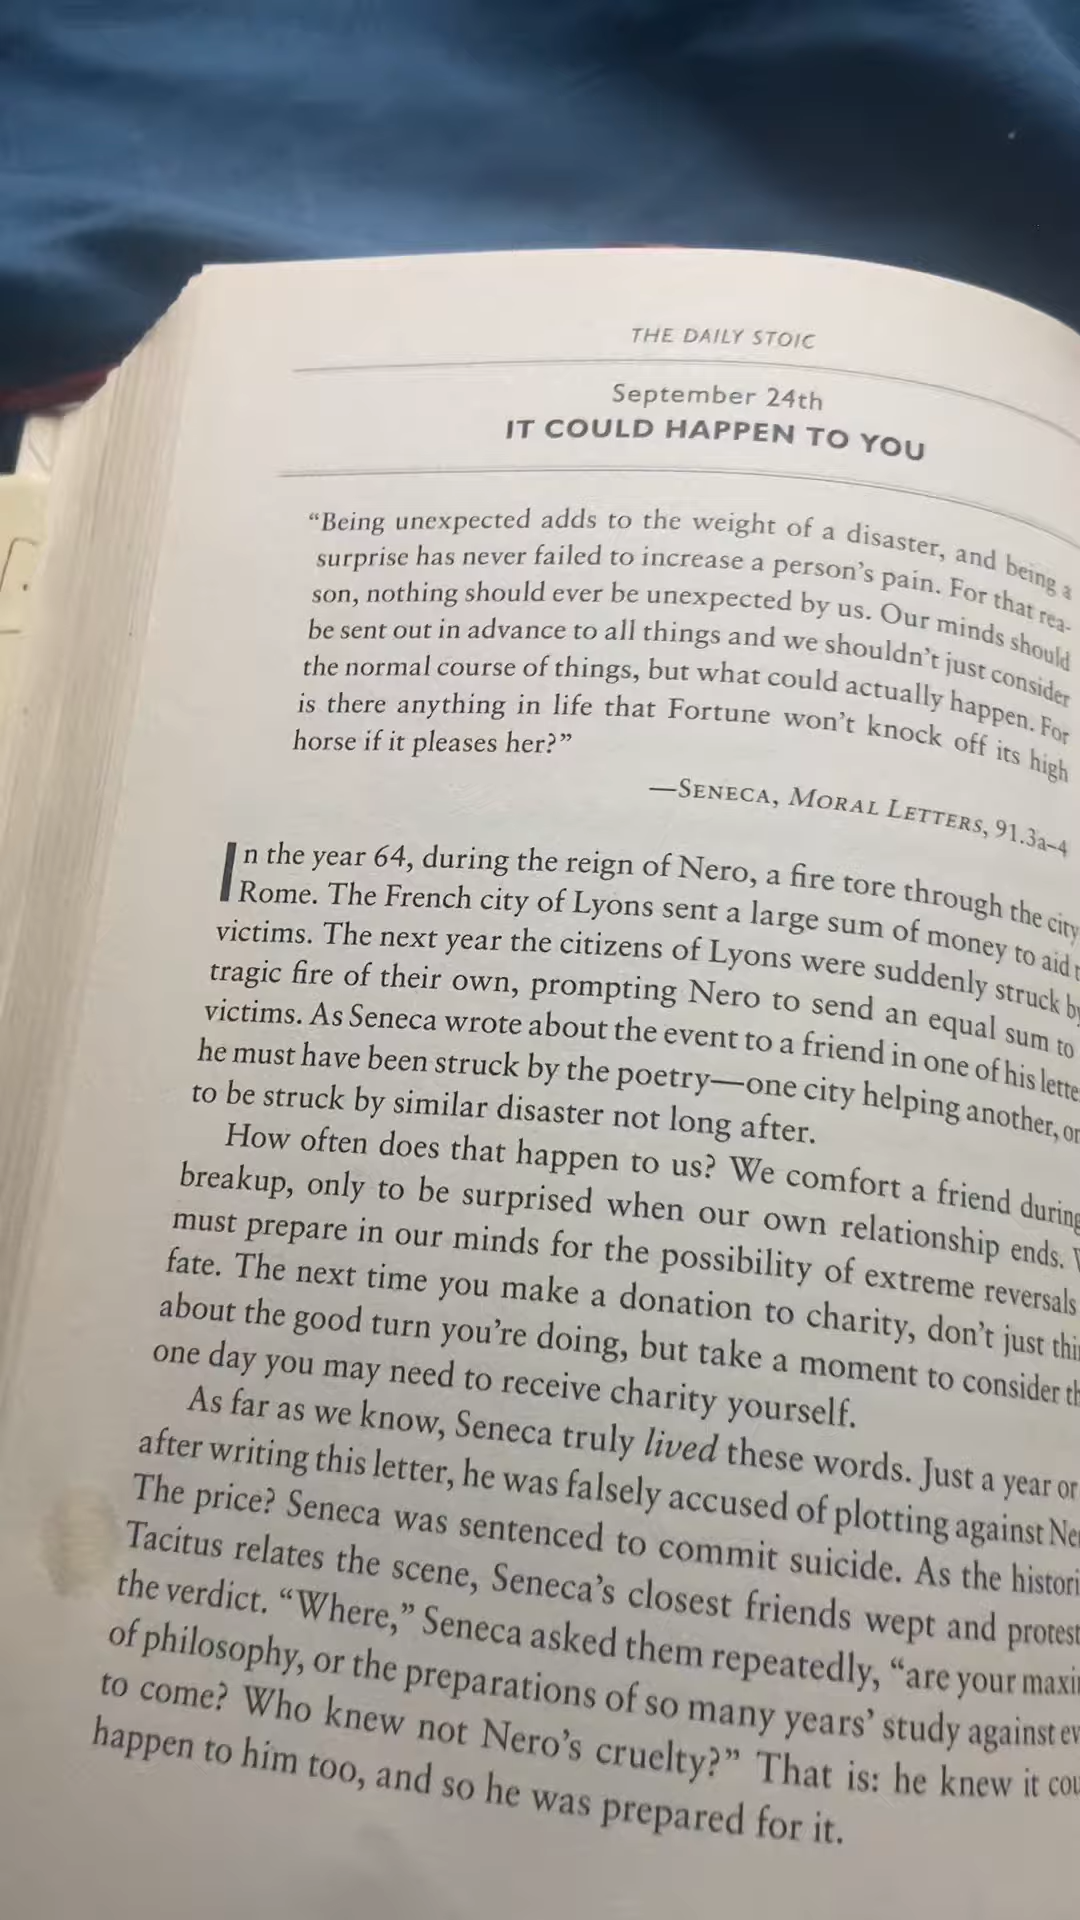 THE DAILY STOIC
September 24th
IT COULD HAPPEN TO YOU
“Being unexpected adds to the weight of a disaster, and being a
surprise has never failed to increase a person’s pain. For that rea-
son, nothing should ever be unexpected by us. Our minds should
be sent out in advance to all things and we shouldn’t just consider
the normal course of things, but what could actually happen. For
is there anything in life that Fortune won’t knock off its high
horse if it pleases her?”
—SENECA, MORAL LETTERS, 91.3a–4
In the year 64, during the reign of Nero, a fire tore through the city
Rome. The French city of Lyons sent a large sum of money to aid
victims. The next year the citizens of Lyons were suddenly struck by
tragic fire of their own, prompting Nero to send an equal sum to
victims. As Seneca wrote about the event to a friend in one of his
he must have been struck by the poetry—one city helping another,
to be struck by similar disaster not long after.
How often does that happen to us? We comfort a friend during
breakup, only to be surprised when our own relationship ends.
must prepare in our minds for the possibility of extreme reversals
fate. The next time you make a donation to charity, don’t just
about the good turn you’re doing, but take a moment to consider
one day you may need to receive charity yourself.
As far as we know, Seneca truly lived these words. Just a year or
after writing this letter, he was falsely accused of plotting against
The price? Seneca was sentenced to commit suicide. As the
Tacitus relates the scene, Seneca’s closest friends wept and
the verdict. “Where,” Seneca asked them repeatedly, “are your
of philosophy, or the preparations of so many years’ study against
to come? Who knew not Nero’s cruelty?” That is: he knew it
happen to him too, and so he was prepared for it.